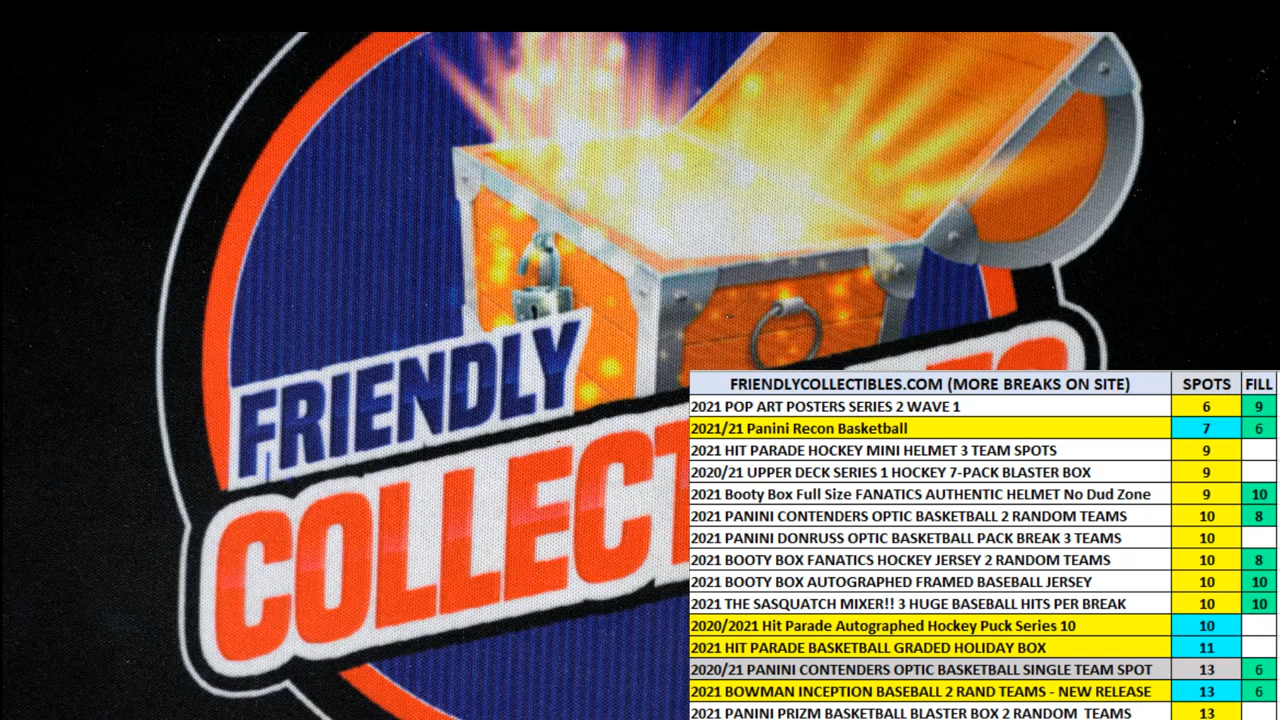 FRIENDLY
FRIENDLYCOLLECTIBLES.COM (MORE BREAKS ON SITE) SPOTS FILL
2021 POP ART POSTERS SERIES 2 WAVE 1 6 9
2021/21 Panini Recon Basketball 7 6
2021 HIT PARADE HOCKEY MINI HELMET 3 TEAM SPOTS 9
2020/21 UPPER DECK SERIES 1 HOCKEY 7-PACK BLASTER BOX 9
2021 Booty Box Full Size FANATICS AUTHENTIC HELMET No Dud Zone 9 10
2021 PANINI CONTENDERS OPTIC BASKETBALL 2 RANDOM TEAMS 10 8
2021 PANINI DONRUSS OPTIC BASKETBALL PACK BREAK 3 TEAMS 10
2021 BOOTY BOX FANATICS HOCKEY JERSEY 2 RANDOM TEAMS 10 8
2021 BOOTY BOX AUTOGRAPHED FRAMED BASEBALL JERSEY 10 10
2021 THE SASQUATCH MIXER!! 3 HUGE BASEBALL HITS PER BREAK 10 10
2020/2021 Hit Parade Autographed Hockey Puck Series 10 10
2021 HIT PARADE BASKETBALL GRADED HOLIDAY BOX 11
2020/21 PANINI CONTENDERS OPTIC BASKETBALL SINGLE TEAM SPOT 13 6
2021 BOWMAN INCEPTION BASEBALL 2 RAND TEAMS - NEW RELEASE 13 6
2021 PANINI PRIZM BASKETBALL BLASTER BOX 2 RANDOM TEAMS 13